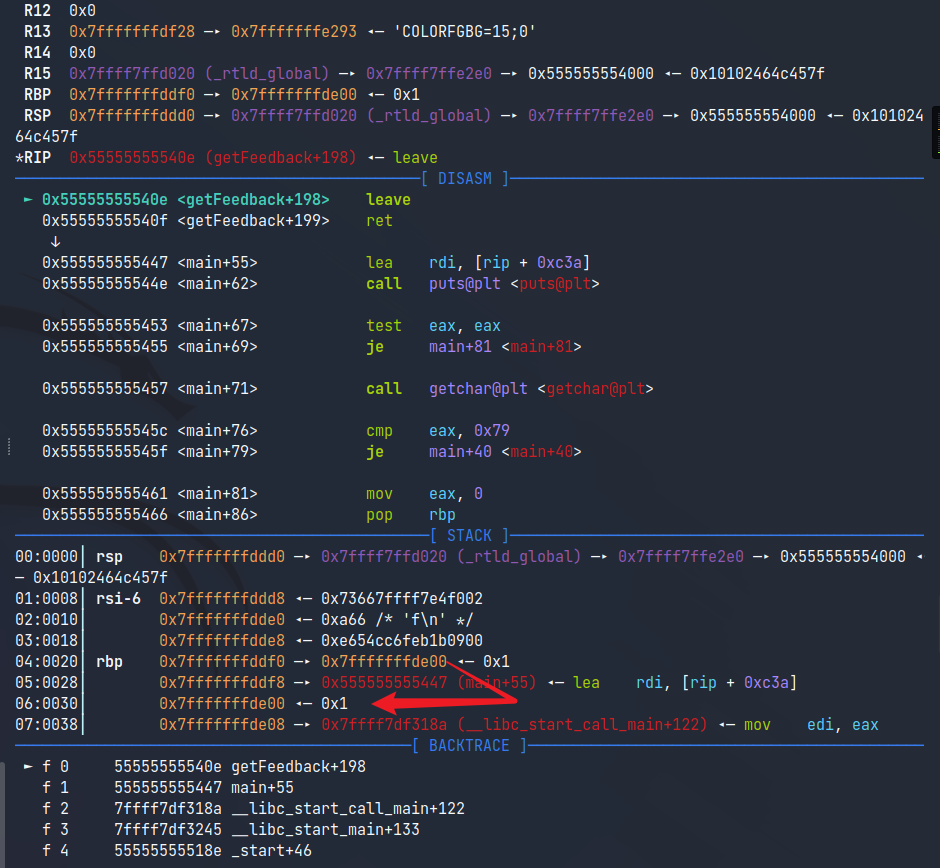 R12  0x0
R13  0x7fffffffdf28 —▸ 0x7fffffffe293 ◂— 'COLORFGBG=15;0'
R14  0x0
R15  0x7ffff7ffd020 (_rtld_global) —▸ 0x7ffff7ffe2e0 —▸ 0x555555554000 ◂— 0x10102464c457f
RBP  0x7fffffffddf0 —▸ 0x7fffffffde00 ◂— 0x1
RSP  0x7fffffffddd0 —▸ 0x7ffff7ffd020 (_rtld_global) —▸ 0x7ffff7ffe2e0 —▸ 0x555555554000 ◂— 0x101024
64c457f
*RIP  0x55555555540e (getFeedback+198) ◂— leave
[ DISASM ]
► 0x55555555540e <getFeedback+198>    leave
0x55555555540f <getFeedback+199>    ret
↓
0x555555555447 <main+55>    lea    rdi, [rip + 0xc3a]
0x55555555544e <main+62>    call   puts@plt <puts@plt>
0x555555555453 <main+67>    test   eax, eax
0x555555555455 <main+69>    je     main+81 <main+81>
0x555555555457 <main+71>    call   getchar@plt <getchar@plt>
0x55555555545c <main+76>    cmp    eax, 0x79
0x55555555545f <main+79>    je     main+40 <main+40>
0x555555555461 <main+81>    mov    eax, 0
0x555555555466 <main+86>    pop    rbp
[ STACK ]
00:0000│ rsp   0x7fffffffddd0 —▸ 0x7ffff7ffd020 (_rtld_global) —▸ 0x7ffff7ffe2e0 —▸ 0x555555554000 ◂
— 0x10102464c457f
01:0008│ rsi-6 0x7fffffffddd8 ◂— 0x73667ffff7e4f002
02:0010│       0x7fffffffdde0 ◂— 0xa66 /* 'f\n' */
03:0018│       0x7fffffffdde8 ◂— 0xe654cc6feb1b0900
04:0020│ rbp   0x7fffffffddf0 —▸ 0x7fffffffde00 ◂— 0x1
05:0028│       0x7fffffffddf8 —▸ 0x555555555447 (main+55) ◂— lea    rdi, [rip + 0xc3a]
06:0030│       0x7fffffffde00 ◂— 0x1
07:0038│       0x7fffffffde08 —▸ 0x7ffff7df318a (__libc_start_call_main+122) ◂— mov    edi, eax
[ BACKTRACE ]
► f 0   55555555540e getFeedback+198
f 1   555555555447 main+55
f 2   7ffff7df318a __libc_start_call_main+122
f 3   7ffff7df3245 __libc_start_main+133
f 4   55555555518e _start+46